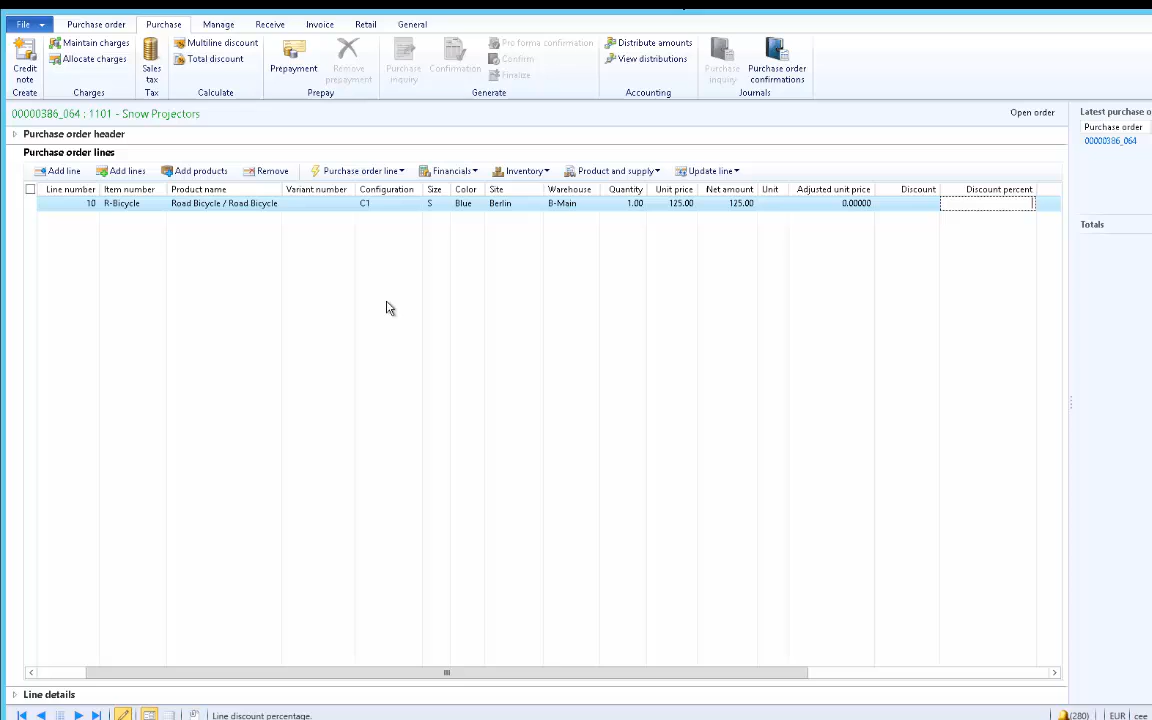 File
Purchase order
Purchase
Manage
Receive
Invoice
Retail
General
Credit note
Create
Maintain charges
Allocate charges
Charges
Sales tax
Tax
Multiline discount
Total discount
Calculate
Prepayment
Remove prepayment
Prepay
Purchase inquiry
Confirmation
Pro forma confirmation
Confirm
Finalize
Generate
Distribute amounts
View distributions
Accounting
Purchase inquiry
Purchase order confirmations
Journals
00000386_064 : 1101 - Snow Projectors
Open order
Purchase order header
Purchase order lines
Add line
Add lines
Add products
Remove
Purchase order line
Financials
Inventory
Product and supply
Update line
Line number Item number Product name Variant number Configuration Size Color Site Warehouse Quantity Unit price Net amount Unit Adjusted unit price Discount Discount percent
10 R-Bicycle Road Bicycle / Road Bicycle C1 S Blue Berlin B-Main 1.00 125.00 125.00 0.00000
Line details
Line discount percentage.
(280)
EUR
cee
Latest purchase o
Purchase order
00000386_064
Totals